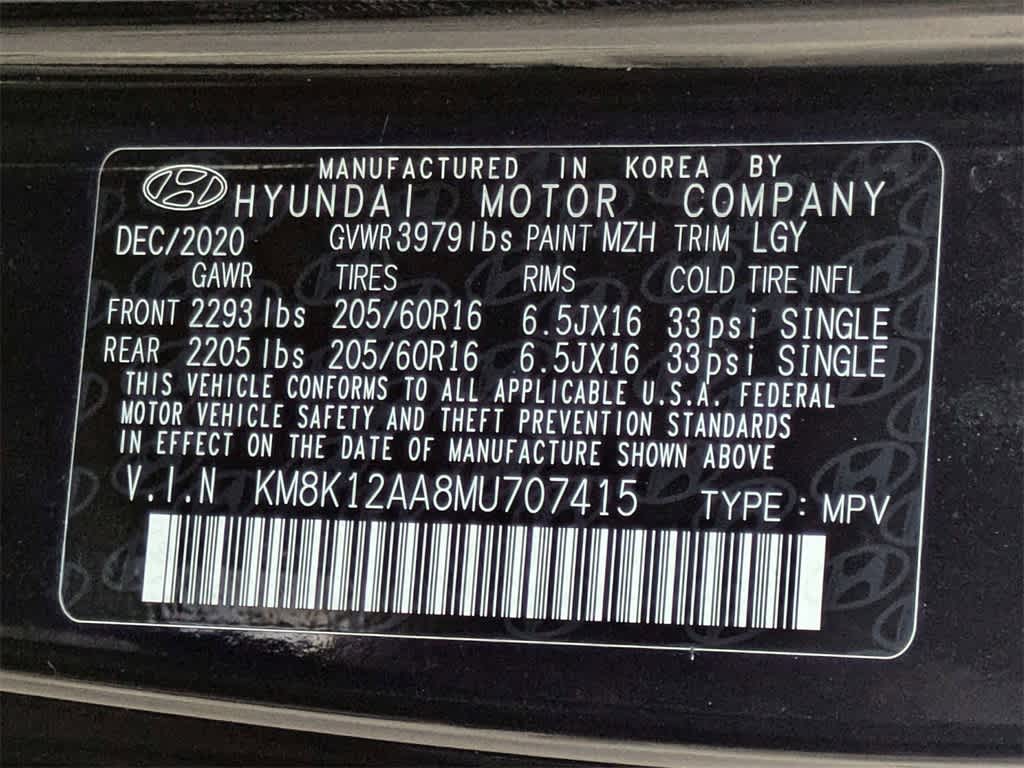 MANUFACTURED IN KOREA BY
HYUNDAI MOTOR COMPANY
DEC/2020 GVWR 3979 lbs PAINT MZH TRIM LGY
GAWR TIRES RIMS COLD TIRE INFL
FRONT 2293 lbs 205/60R16 6.5JX16 33psi SINGLE
REAR 2205 lbs 205/60R16 6.5JX16 33psi SINGLE
THIS VEHICLE CONFORMS TO ALL APPLICABLE U.S.A. FEDERAL
MOTOR VEHICLE SAFETY AND THEFT PREVENTION STANDARDS
IN EFFECT ON THE DATE OF MANUFACTURE SHOWN ABOVE
V.I.N KM8K12AA8MU707415 TYPE : MPV